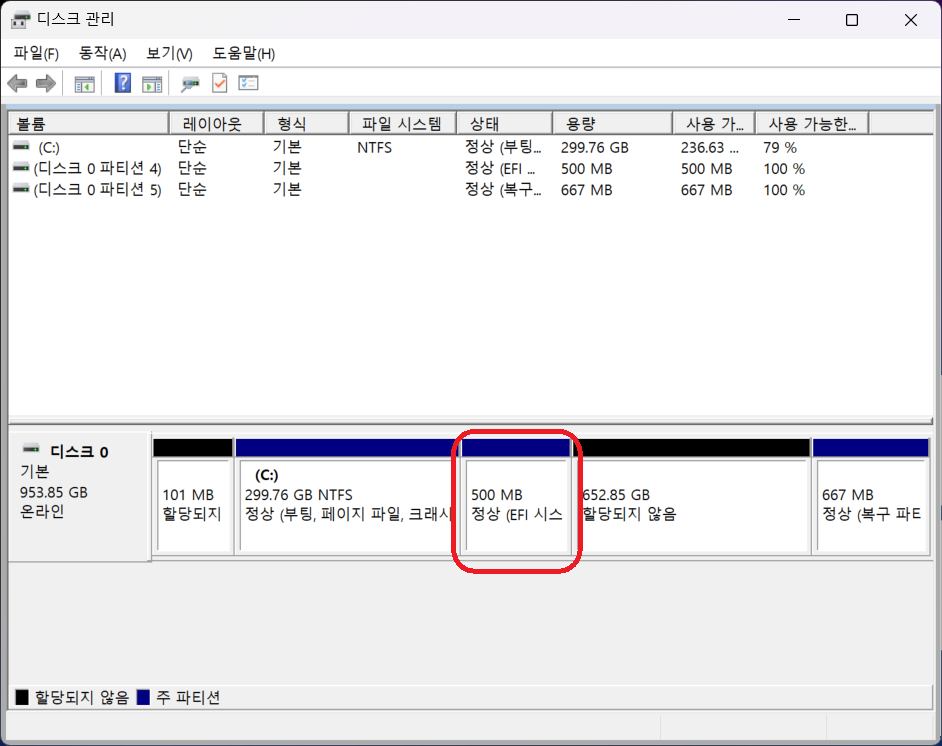 디스크 관리
파일(F) 동작(A) 보기(V) 도움말(H)
볼륨 레이아웃 형식 파일 시스템 상태 용량 사용 가... 사용 가능한...
(C:) 단순 기본 NTFS 정상 (부팅... 299.76 GB 236.63 ... 79 %
(디스크 0 파티션 4) 단순 기본 정상 (EFI ... 500 MB 500 MB 100 %
(디스크 0 파티션 5) 단순 기본 정상 (복구... 667 MB 667 MB 100 %
디스크 0
기본
953.85 GB
온라인
101 MB
할당되지
(C:)
299.76 GB NTFS
정상 (부팅, 페이지 파일, 크래시
500 MB
정상 (EFI 시스
652.85 GB
할당되지 않음
667 MB
정상 (복구 파티
할당되지 않음 주 파티션